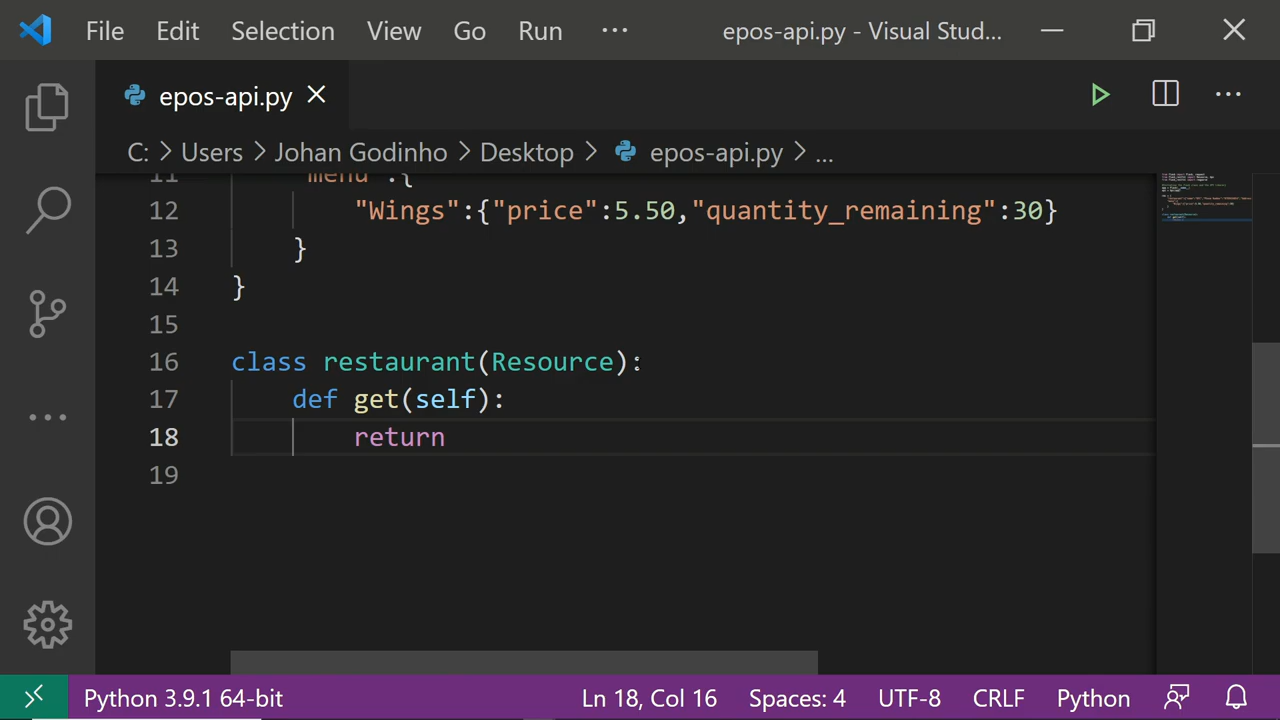 File Edit Selection View Go Run ··· epos-api.py - Visual Stud...
epos-api.py
C: > Users > Johan Godinho > Desktop > epos-api.py > ...
11 "menu":{
12 "Wings":{"price":5.50,"quantity_remaining":30}
13 }
14 }
15
16 class restaurant(Resource):
17 def get(self):
18 return
19
Python 3.9.1 64-bit Ln 18, Col 16 Spaces: 4 UTF-8 CRLF Python